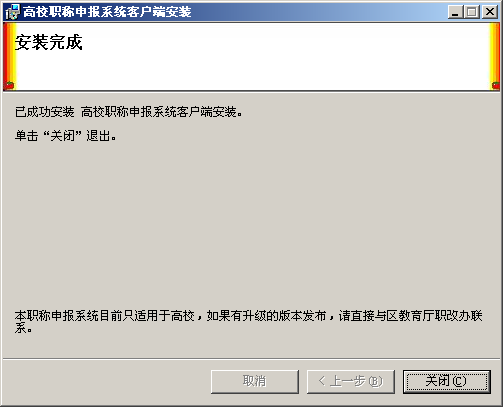 高校职称申报系统客户端安装
安装完成
已成功安装 高校职称申报系统客户端安装。
单击“关闭”退出。
本职称申报系统目前只适用于高校，如果有升级的版本发布，请直接与区教育厅职改办联
系。
取消
< 上一步(B)
关闭(C)